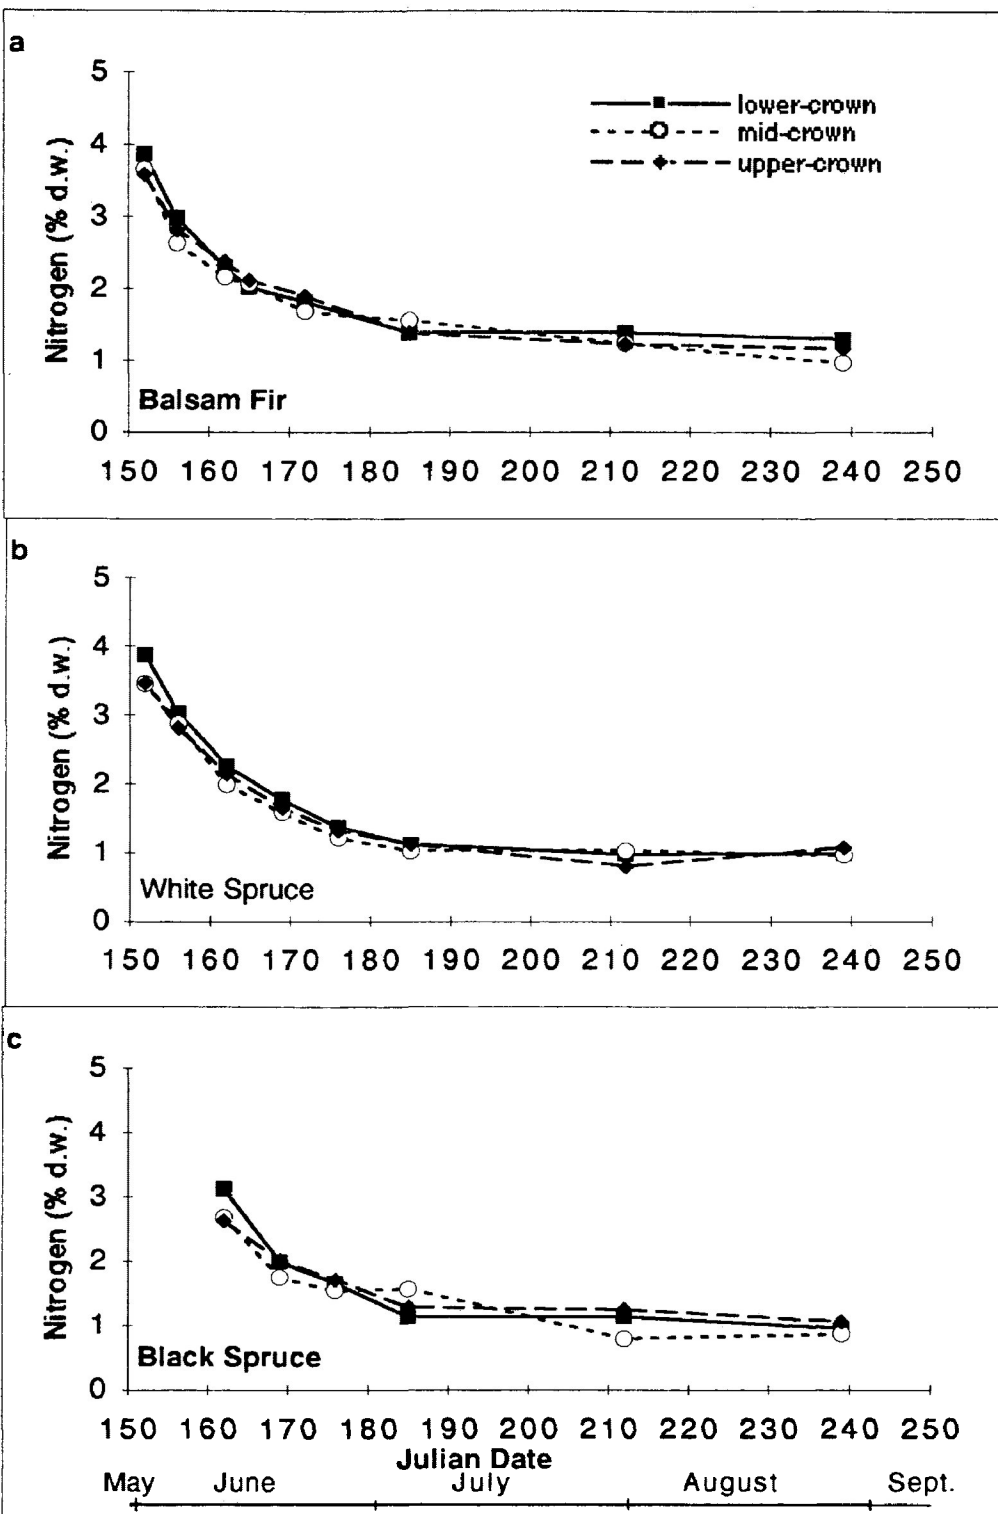 a
5
lower-crown
mid-crown
4
upper-crown
3
2
1
0
Nitrogen (% d.w.)
Balsam Fir
150 160 170 180 190 200 210 220 230 240 250
b
5
4
3
2
1
0
Nitrogen (% d.w.)
White Spruce
150 160 170 180 190 200 210 220 230 240 250
c
5
4
3
2
1
0
Nitrogen (% d.w.)
Black Spruce
150 160 170 180 190 200 210 220 230 240 250
Julian Date
May June July August Sept.